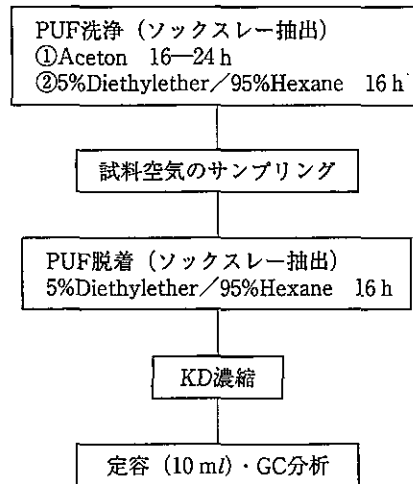 PUF洗浄（ソックスレー抽出）
①Aceton 16—24 h
②5%Diethylether／95%Hexane 16 h
試料空気のサンプリング
PUF脱着（ソックスレー抽出）
5%Diethylether／95%Hexane 16 h
KD濃縮
定容（10 ml）・GC分析